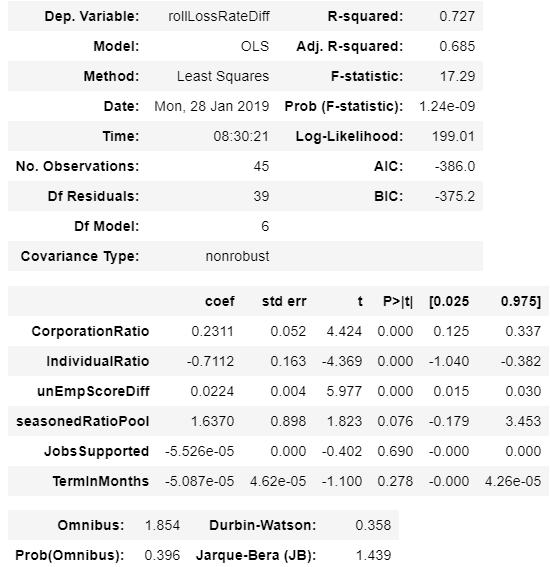 Dep. Variable: rollLossRateDiff R-squared: 0.727
Model: OLS Adj. R-squared: 0.685
Method: Least Squares F-statistic: 17.29
Date: Mon, 28 Jan 2019 Prob (F-statistic): 1.24e-09
Time: 08:30:21 Log-Likelihood: 199.01
No. Observations: 45 AIC: -386.0
Df Residuals: 39 BIC: -375.2
Df Model: 6
Covariance Type: nonrobust
coef std err t P>|t| [0.025 0.975]
CorporationRatio 0.2311 0.052 4.424 0.000 0.125 0.337
IndividualRatio -0.7112 0.163 -4.369 0.000 -1.040 -0.382
unEmpScoreDiff 0.0224 0.004 5.977 0.000 0.015 0.030
seasonedRatioPool 1.6370 0.898 1.823 0.076 -0.179 3.453
JobsSupported -5.526e-05 0.000 -0.402 0.690 -0.000 0.000
TermInMonths -5.087e-05 4.62e-05 -1.100 0.278 -0.000 4.26e-05
Omnibus: 1.854 Durbin-Watson: 0.358
Prob(Omnibus): 0.396 Jarque-Bera (JB): 1.439